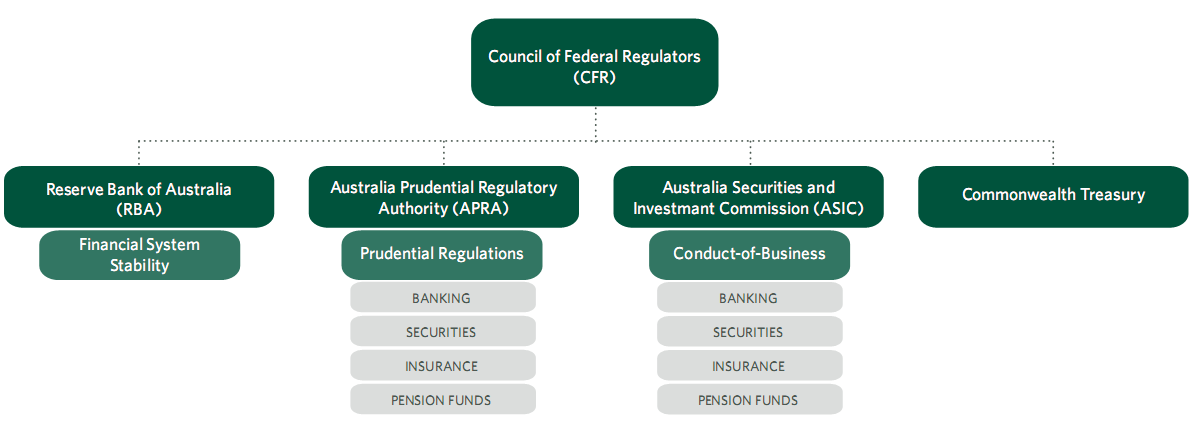 Council of Federal Regulators
(CFR)
Reserve Bank of Australia
(RBA)
Australia Prudential Regulatory
Authority (APRA)
Australia Securities and
Investmant Commission (ASIC)
Commonwealth Treasury
Financial System
Stability
Prudential Regulations
Conduct-of-Business
BANKING
SECURITIES
INSURANCE
PENSION FUNDS
BANKING
SECURITIES
INSURANCE
PENSION FUNDS